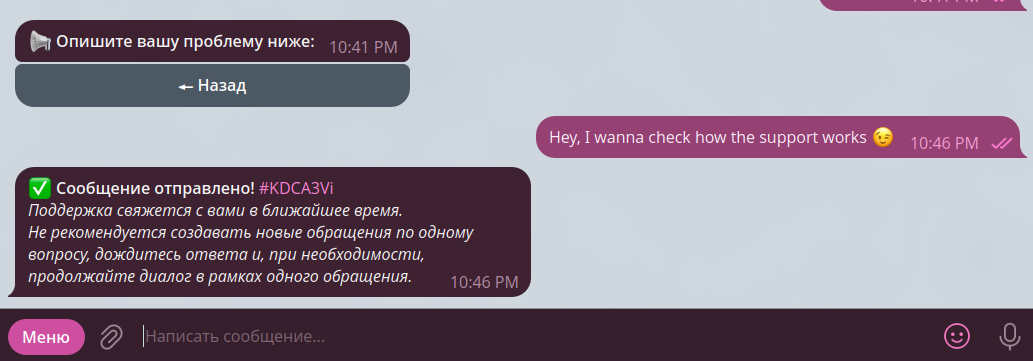 Опишите вашу проблему ниже: 10:41 PM
← Назад
Hey, I wanna check how the support works 😉 10:46 PM
✅ Сообщение отправлено! #KDCA3Vi
Поддержка свяжется с вами в ближайшее время.
Не рекомендуется создавать новые обращения по одному
вопросу, дождитесь ответа и, при необходимости,
продолжайте диалог в рамках одного обращения. 10:46 PM
Меню Написать сообщение...